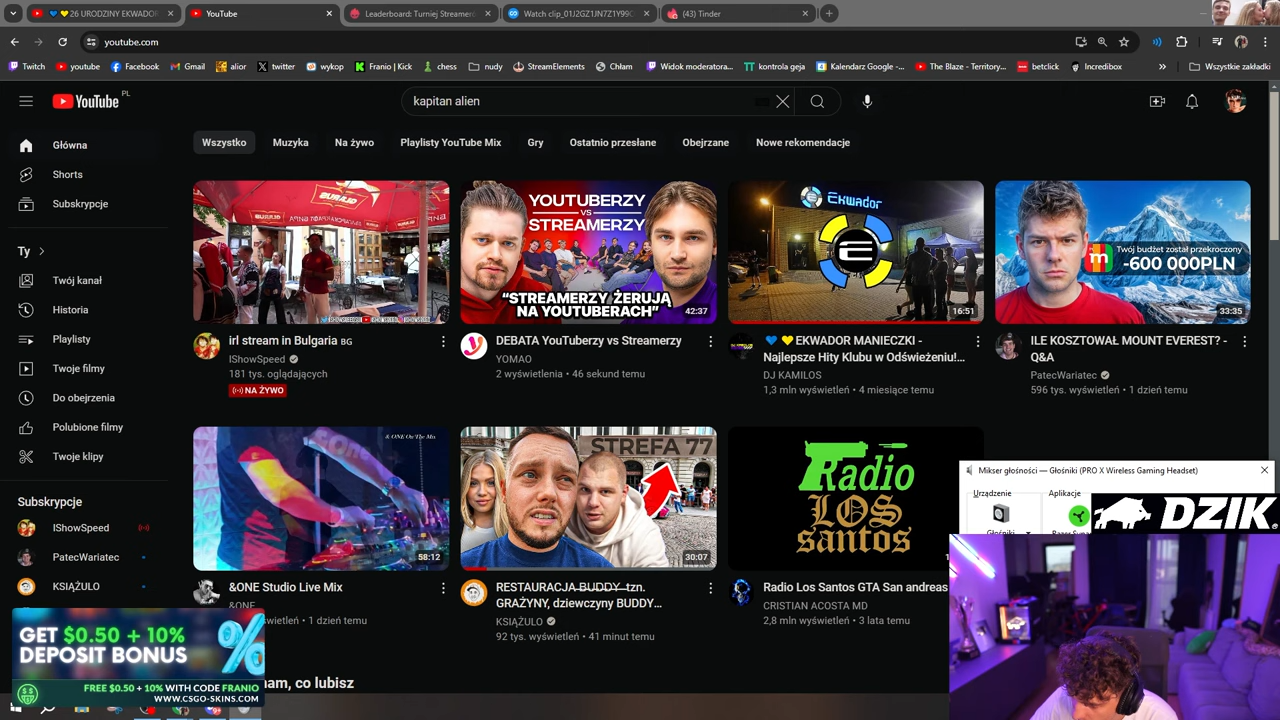 26 URODZINY EKWADOR
YouTube
Leaderboard: Turniej Streamer
Watch clip_01J2GZ1JN7Z1Y99
(43) Tinder
youtube.com
Twitch
youtube
Facebook
Gmail
alior
twitter
wykop
Franio | Kick
chess
nudy
StreamElements
Chłam
Widok moderatora...
kontrola geja
Kalendarz Google -...
The Blaze - Territory...
betclick
Incredibox
Wszystkie zakładki
YouTube PL
kapitan alien
Wszystko
Muzyka
Na żywo
Playlisty YouTube Mix
Gry
Ostatnio przesłane
Obejrzane
Nowe rekomendacje
Główna
Shorts
Subskrypcje
Ty
Twój kanał
Historia
Playlisty
Twoje filmy
Do obejrzenia
Polubione filmy
Twoje klipy
Subskrypcje
IShowSpeed
PatecWariatec
KSIĄŻULO
irl stream in Bulgaria BG
IShowSpeed
181 tys. oglądających
NA ŻYWO
YOUTUBERZY
VS
STREAMERZY
"STREAMERZY ŻERUJĄ
NA YOUTUBERACH"
42:37
DEBATA YouTuberzy vs Streamerzy
YOMAO
2 wyświetlenia • 46 sekund temu
EKWADOR
16:51
EKWADOR MANIECZKI -
Najlepsze Hity Klubu w Odświeżeniu!...
DJ KAMILOS
1,3 mln wyświetleń • 4 miesiące temu
Twój budżet został przekroczony
-600 000PLN
33:35
ILE KOSZTOWAŁ MOUNT EVEREST? -
Q&A
PatecWariatec
596 tys. wyświetleń • 1 dzień temu
& ONE On The Mix
58:12
&ONE Studio Live Mix
&ONE
wyświetleń • 1 dzień temu
STREFA 77
30:07
RESTAURACJA BUDDY tzn.
GRAŻYNY, dziewczyny BUDDY...
KSIĄŻULO
92 tys. wyświetleń • 41 minut temu
Radio
LOS
santos
Radio Los Santos GTA San andreas
CRISTIAN ACOSTA MD
2,8 mln wyświetleń • 3 lata temu
Mikser głośności — Głośniki (PRO X Wireless Gaming Headset)
Urządzenie
Aplikacje
Głośniki
DZIK
GET $0.50 + 10%
DEPOSIT BONUS
%
FREE $0.50 + 10% WITH CODE FRANIO
WWW.CSGO-SKINS.COM
am, co lubisz